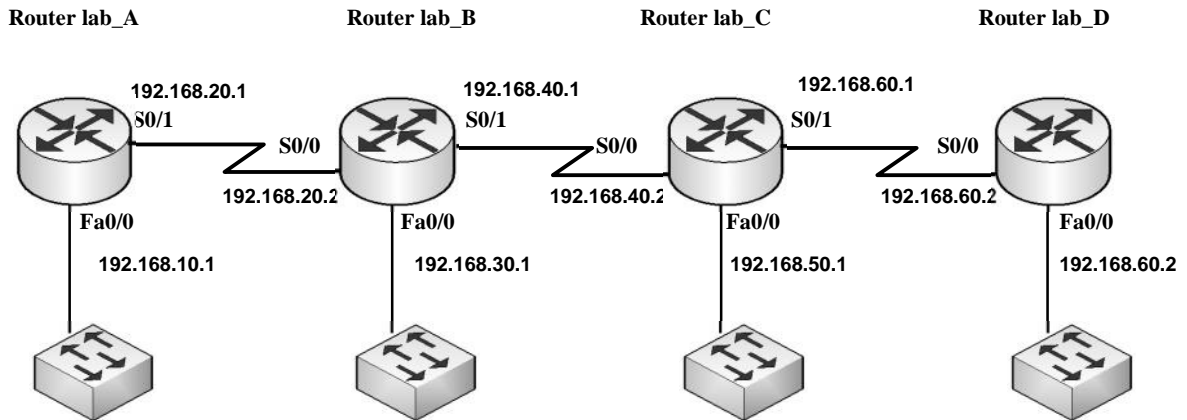 Router lab_A
Router lab_B
Router lab_C
Router lab_D
192.168.20.1
192.168.40.1
192.168.60.1
S0/1
S0/0
S0/1
S0/0
S0/1
S0/0
192.168.20.2
192.168.40.2
192.168.60.2
Fa0/0
Fa0/0
Fa0/0
Fa0/0
192.168.10.1
192.168.30.1
192.168.50.1
192.168.60.2